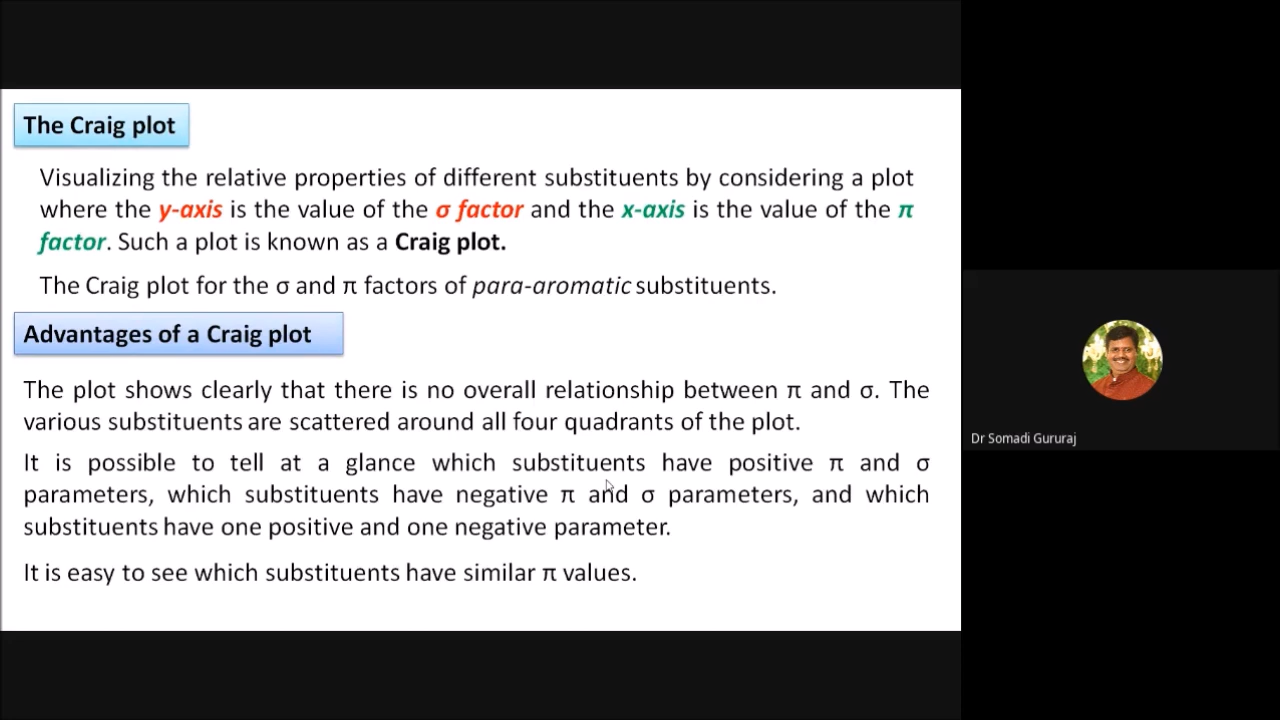 The Craig plot
Visualizing the relative properties of different substituents by considering a plot
where the y-axis is the value of the σ factor and the x-axis is the value of the π
factor. Such a plot is known as a Craig plot.
The Craig plot for the σ and π factors of para-aromatic substituents.
Advantages of a Craig plot
The plot shows clearly that there is no overall relationship between π and σ. The
various substituents are scattered around all four quadrants of the plot.
It is possible to tell at a glance which substituents have positive π and σ
parameters, which substituents have negative π and σ parameters, and which
substituents have one positive and one negative parameter.
It is easy to see which substituents have similar π values.
Dr Somadi Gururaj